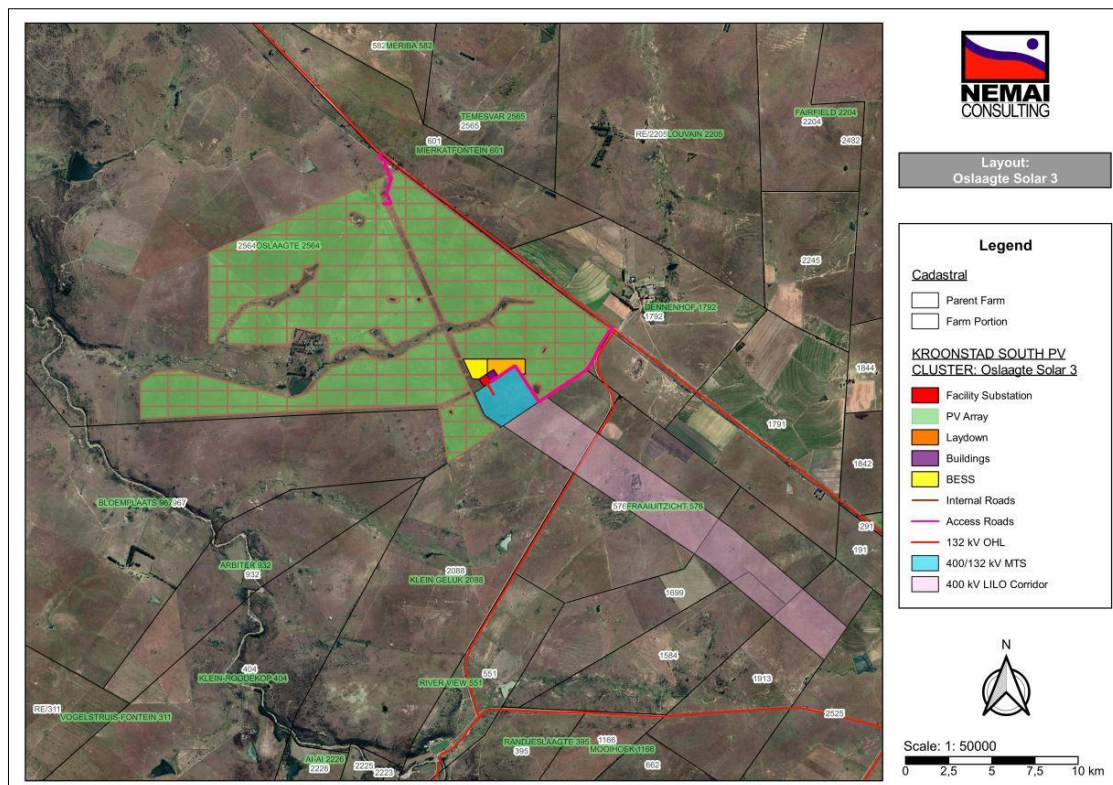 582 MERIBA 582
TEMESVAR 2565
2565
FAIRFIELD 2204
2204
601
MIERKATFONTEIN 601
RE/2205 LOUVAIN 2205
2482
2564 OSLAAGTE 2564
2245
DENNENHOF 1792
1792
1844
1791
1642
BLOEMPLAATS 967 967
576 FRAAIUITZICHT 576
291
191
ARBITER 932
932
2088
KLEIN GELUK 2088
1699
404
KLEIN-ROODEKOP 404
551
RIVER VIEW 551
1584
1913
RE/311
VOGELSTRUIS-FONTEIN 311
2525
RANDJESLAAGTE 395
395
1166
MOOIHOEK 1166
AI-AI 2226
2226
2225
2223
662
NEMAI
CONSULTING
Layout:
Oslaagte Solar 3
Legend
Cadastral
Parent Farm
Farm Portion
KROONSTAD SOUTH PV
CLUSTER: Oslaagte Solar 3
Facility Substation
PV Array
Laydown
Buildings
BESS
Internal Roads
Access Roads
132 kV OHL
400/132 kV MTS
400 kV LILO Corridor
N
Scale: 1: 50000
0 2,5 5 7,5 10 km